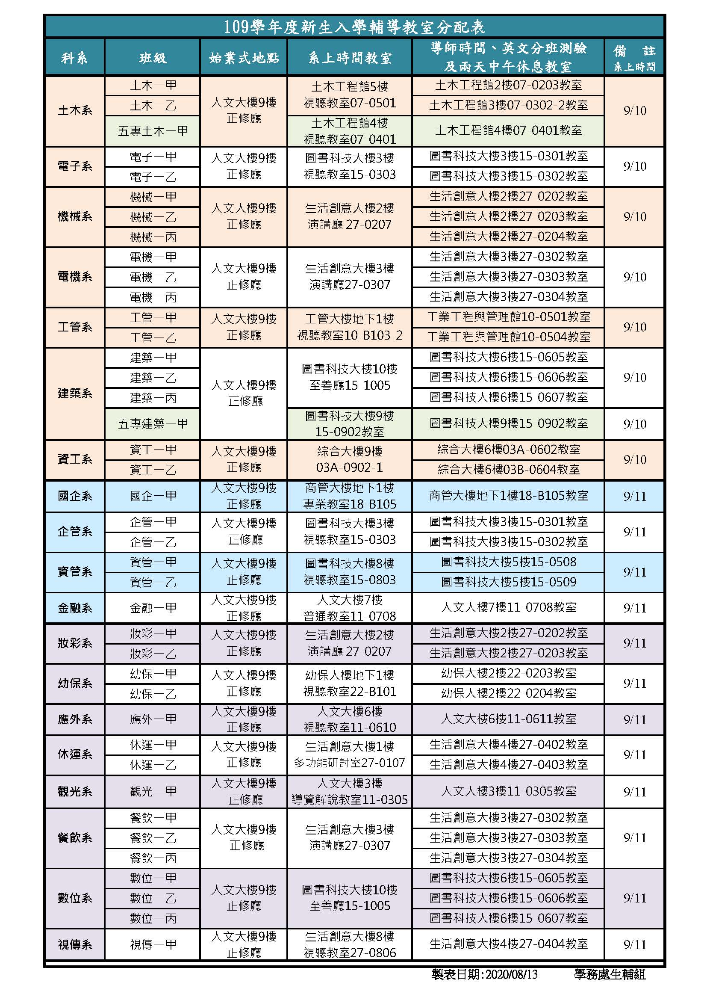 109學年度新生入學輔導教室分配表
科系 班級 始業式地點 系上時間教室 導師時間、英文分班測驗 備 註
及兩天中午休息教室 系上時間
土木系
土木一甲
土木一乙
五專土木一甲
人文大樓9樓
正修廳
土木工程館5樓
視聽教室07-0501
土木工程館4樓
視聽教室07-0401
土木工程館2樓07-0203教室
土木工程館3樓07-0302-2教室
土木工程館4樓07-0401教室
9/10
電子系
電子一甲
電子一乙
人文大樓9樓
正修廳
圖書科技大樓3樓
視聽教室15-0303
圖書科技大樓3樓15-0301教室
圖書科技大樓3樓15-0302教室
9/10
機械系
機械一甲
機械一乙
機械一丙
人文大樓9樓
正修廳
生活創意大樓2樓
演講廳 27-0207
生活創意大樓2樓27-0202教室
生活創意大樓2樓27-0203教室
生活創意大樓2樓27-0204教室
9/10
電機系
電機一甲
電機一乙
電機一丙
人文大樓9樓
正修廳
生活創意大樓3樓
演講廳27-0307
生活創意大樓3樓27-0302教室
生活創意大樓3樓27-0303教室
生活創意大樓3樓27-0304教室
9/10
工管系
工管一甲
工管一乙
人文大樓9樓
正修廳
工管大樓地下1樓
視聽教室10-B103-2
工業工程與管理館10-0501教室
工業工程與管理館10-0504教室
9/10
建築系
建築一甲
建築一乙
建築一丙
五專建築一甲
人文大樓9樓
正修廳
圖書科技大樓10樓
至善廳15-1005
圖書科技大樓9樓
15-0902教室
圖書科技大樓6樓15-0605教室
圖書科技大樓6樓15-0606教室
圖書科技大樓6樓15-0607教室
圖書科技大樓9樓15-0902教室
9/10
9/10
資工系
資工一甲
資工一乙
人文大樓9樓
正修廳
綜合大樓9樓
03A-0902-1
綜合大樓6樓03A-0602教室
綜合大樓6樓03B-0604教室
9/10
國企系
國企一甲
人文大樓9樓
正修廳
商管大樓地下1樓
專業教室18-B105
商管大樓地下1樓18-B105教室
9/11
企管系
企管一甲
企管一乙
人文大樓9樓
正修廳
圖書科技大樓3樓
視聽教室15-0303
圖書科技大樓3樓15-0301教室
圖書科技大樓3樓15-0302教室
9/11
資管系
資管一甲
資管一乙
人文大樓9樓
正修廳
圖書科技大樓8樓
視聽教室15-0803
圖書科技大樓5樓15-0508
圖書科技大樓5樓15-0509
9/11
金融系
金融一甲
人文大樓9樓
正修廳
人文大樓7樓
普通教室11-0708
人文大樓7樓11-0708教室
9/11
妝彩系
妝彩一甲
妝彩一乙
人文大樓9樓
正修廳
生活創意大樓2樓
演講廳 27-0207
生活創意大樓2樓27-0202教室
生活創意大樓2樓27-0203教室
9/11
幼保系
幼保一甲
幼保一乙
人文大樓9樓
正修廳
幼保大樓地下1樓
視聽教室22-B101
幼保大樓2樓22-0203教室
幼保大樓2樓22-0204教室
9/11
應外系
應外一甲
人文大樓9樓
正修廳
人文大樓6樓
視聽教室11-0610
人文大樓6樓11-0611教室
9/11
休運系
休運一甲
休運一乙
人文大樓9樓
正修廳
生活創意大樓1樓
多功能研討室27-0107
生活創意大樓4樓27-0402教室
生活創意大樓4樓27-0403教室
9/11
觀光系
觀光一甲
人文大樓9樓
正修廳
人文大樓3樓
導覽解說教室11-0305
人文大樓3樓11-0305教室
9/11
餐飲系
餐飲一甲
餐飲一乙
餐飲一丙
人文大樓9樓
正修廳
生活創意大樓3樓
演講廳27-0307
生活創意大樓3樓27-0302教室
生活創意大樓3樓27-0303教室
生活創意大樓3樓27-0304教室
9/11
數位系
數位一甲
數位一乙
數位一丙
人文大樓9樓
正修廳
圖書科技大樓10樓
至善廳15-1005
圖書科技大樓6樓15-0605教室
圖書科技大樓6樓15-0606教室
圖書科技大樓6樓15-0607教室
9/11
視傳系
視傳一甲
人文大樓9樓
正修廳
生活創意大樓8樓
視聽教室27-0806
生活創意大樓4樓27-0404教室
9/11
製表日期：2020/08/13 學務處生輔組